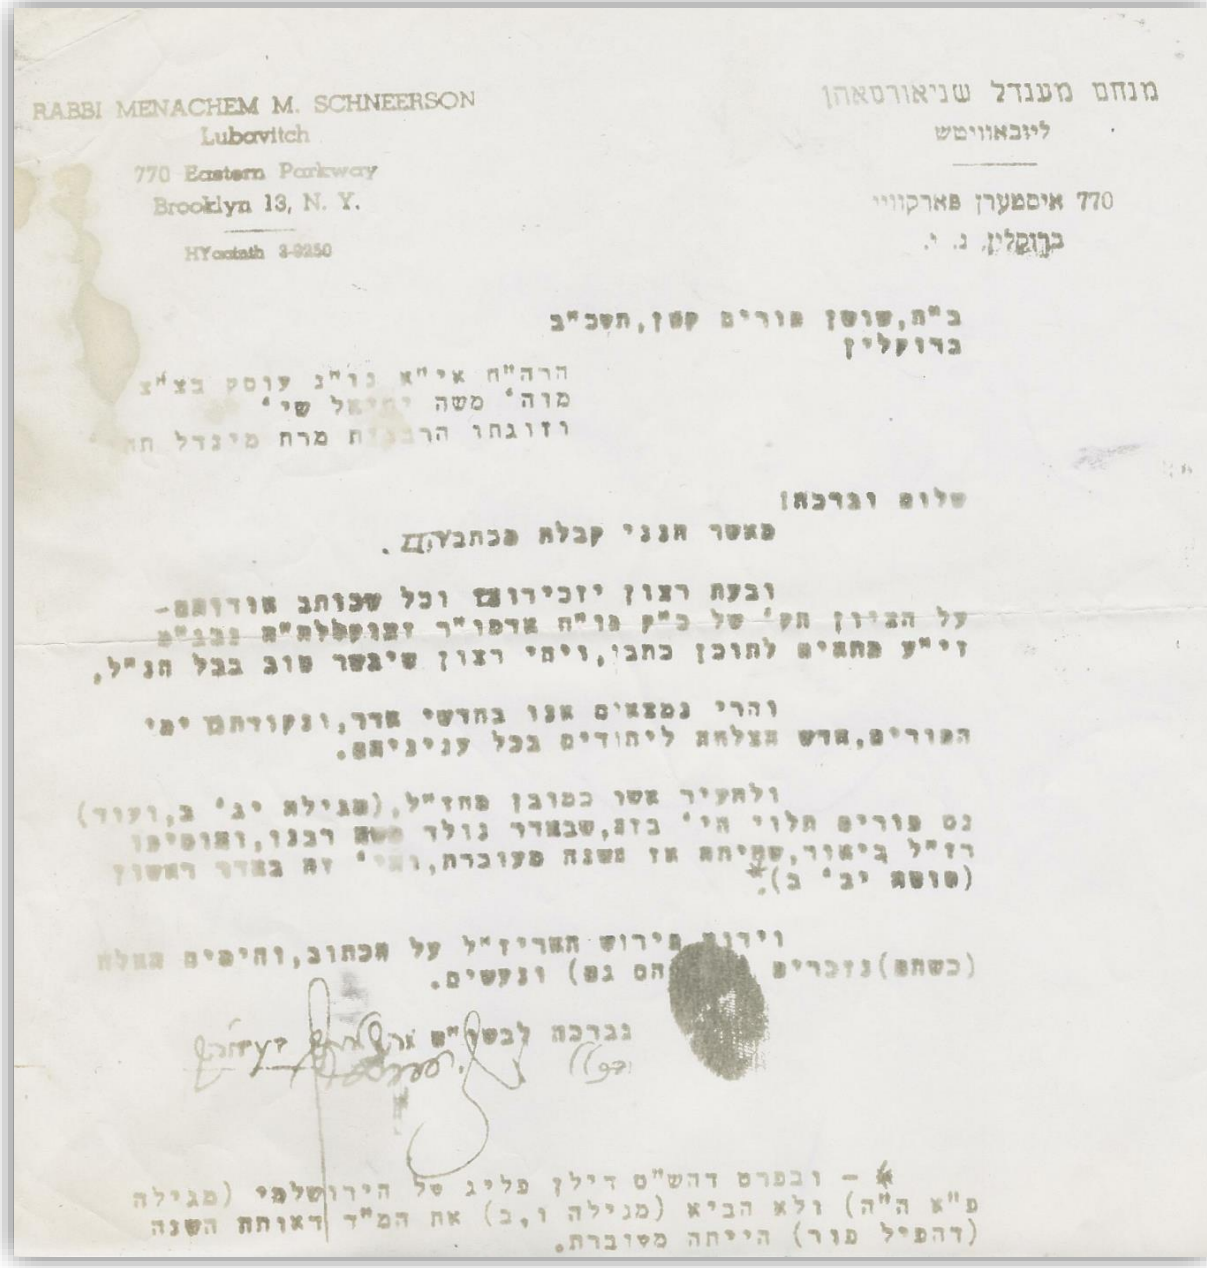 RABBI MENACHEM M. SCHNEERSON
Lubavitch
770 Eastern Parkway
Brooklyn 13, N. Y.
HYacinth 3-9250
מנחם מענדל שניאורסאהן
ליובאוויטש
770 איסטערן פארקוויי
ברוקלין, נ. י.
ב"ה, שושן פורים קטן, תשכ"ב
ברוקלין
הרה"ח אי"א נו"נ עוסק בצ"צ
מוה' משה יחיאל שי'
וזוגתו הרבנית מרת מינדל
שלום וברכה!
מאשר הנני קבלת
ובעת רצון יזכירום וכל שכותב אודותם-
על הציון הק' של כ"ק מו"ח אדמו"ר זצוקללה"ה נבג"מ
זי"ע מתאים לתוכן כתבו, ויהי רצון שיבשר טוב בכל הנ"ל,
והרי נמצאים אנו בחדשי אדר, ונקודתם ימי
הפורים, חדש הצלחה ליהודים בכל עניניהם.
ולהעיר אשר כמובן מחז"ל, (מגילה יג' ב, ועוד)
נס פורים תלוי הי' בזה, שבאדר נולד משה רבנו, והוסיפו
רז"ל ביאור, שהיתה אז משנה מעוברת, והי' זה באדר ראשון
(סוטה יב' ב).*
וידוע פירוש האריז"ל על הכתוב, והימים האלה
(כשהם) נזכרים הם גם) ונעשים.
בברכה לבשו"ט
* – ובפרט דהש"ס דילן פליג על הירושלמי (מגילה
פ"א ה"ה) ולא הביא (מגילה ו, ב) את המ"ד דאותה השנה
(דהפיל פור) הייתה מעוברת.